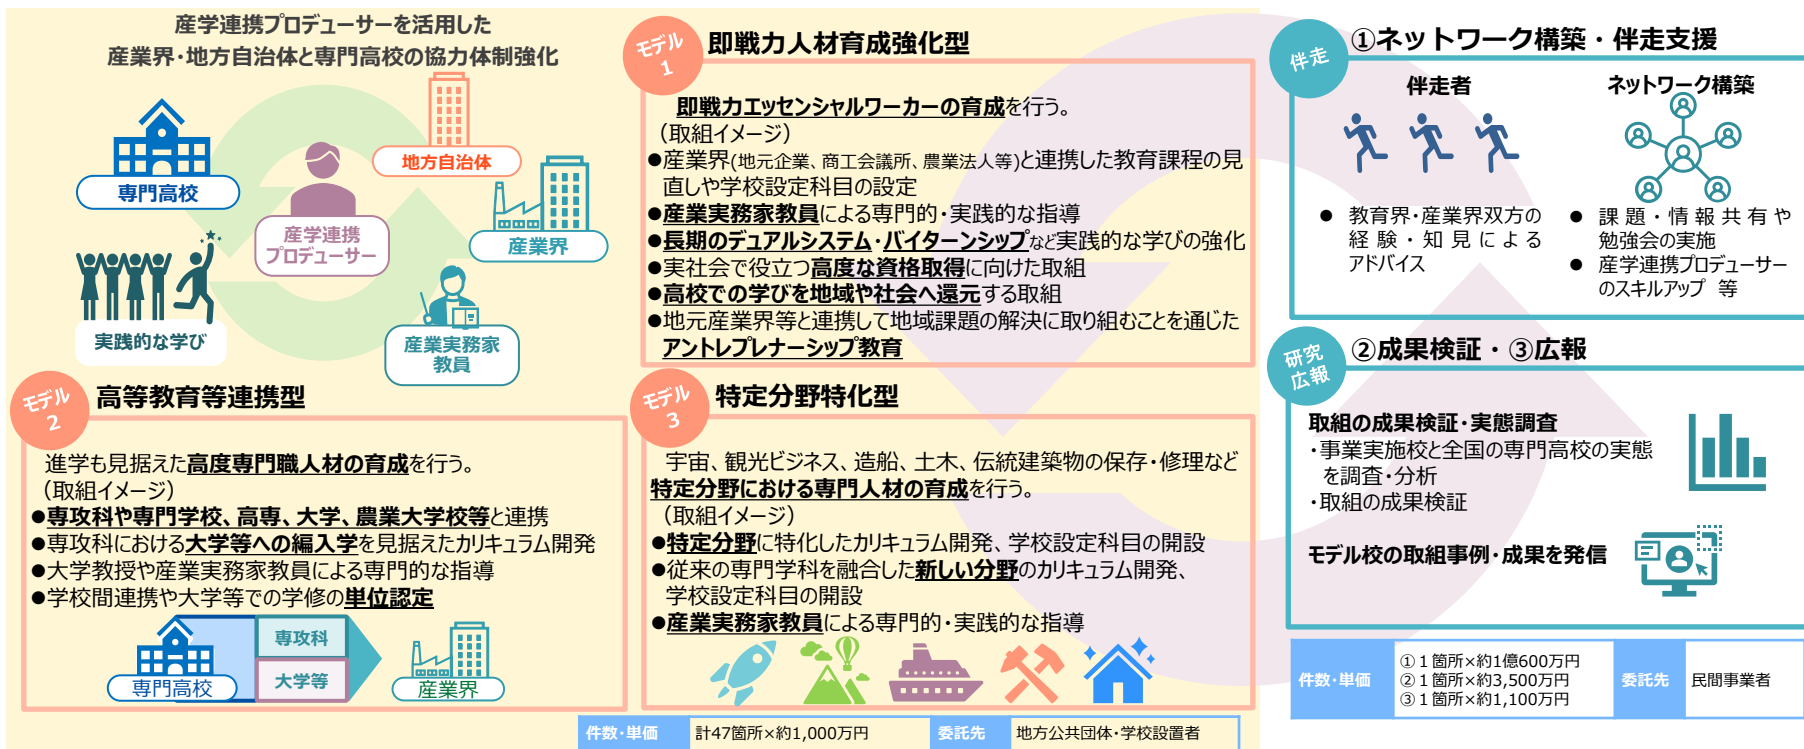 産学連携プロデューサーを活用した
産業界・地方自治体と専門高校の協力体制強化
専門高校
地方自治体
産学連携
プロデューサー
産業界
実践的な学び
産業実務家
教員
モデル
1
即戦力人材育成強化型
即戦力エッセンシャルワーカーの育成を行う。
（取組イメージ）
●産業界(地元企業、商工会議所、農業法人等)と連携した教育課程の見
直しや学校設定科目の設定
●産業実務家教員による専門的・実践的な指導
●長期のデュアルシステム・バイターンシップなど実践的な学びの強化
●実社会で役立つ高度な資格取得に向けた取組
●高校での学びを地域や社会へ還元する取組
●地元産業界等と連携して地域課題の解決に取り組むことを通じた
アントレプレナーシップ教育
モデル
2
高等教育等連携型
進学も見据えた高度専門職人材の育成を行う。
（取組イメージ）
●専攻科や専門学校、高専、大学、農業大学校等と連携
●専攻科における大学等への編入学を見据えたカリキュラム開発
●大学教授や産業実務家教員による専門的な指導
●学校間連携や大学等での学修の単位認定
専門高校
専攻科
大学等
産業界
モデル
3
特定分野特化型
宇宙、観光ビジネス、造船、土木、伝統建築物の保存・修理など
特定分野における専門人材の育成を行う。
（取組イメージ）
●特定分野に特化したカリキュラム開発、学校設定科目の開設
●従来の専門学科を融合した新しい分野のカリキュラム開発、
学校設定科目の開設
●産業実務家教員による専門的・実践的な指導
件数・単価 計47箇所×約1,000万円 委託先 地方公共団体・学校設置者
伴走
①ネットワーク構築・伴走支援
伴走者
● 教育界・産業界双方の
経験・知見による
アドバイス
ネットワーク構築
● 課題・情報共有や
勉強会の実施
● 産学連携プロデューサー
のスキルアップ 等
研究
広報
②成果検証・③広報
取組の成果検証・実態調査
・事業実施校と全国の専門高校の実態
を調査・分析
・取組の成果検証
モデル校の取組事例・成果を発信
件数・単価
①１箇所×約1億600万円
②１箇所×約3,500万円
③１箇所×約1,100万円
委託先 民間事業者